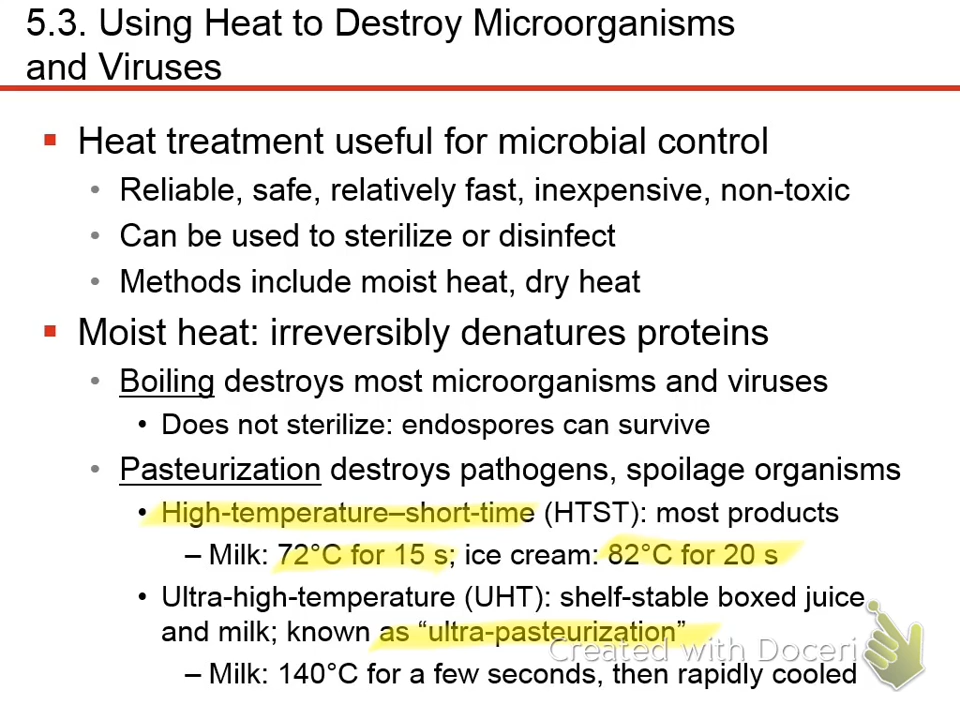 5.3. Using Heat to Destroy Microorganisms
and Viruses
▪ Heat treatment useful for microbial control
• Reliable, safe, relatively fast, inexpensive, non-toxic
• Can be used to sterilize or disinfect
• Methods include moist heat, dry heat
▪ Moist heat: irreversibly denatures proteins
• Boiling destroys most microorganisms and viruses
• Does not sterilize: endospores can survive
• Pasteurization destroys pathogens, spoilage organisms
• High-temperature–short-time (HTST): most products
– Milk: 72°C for 15 s; ice cream: 82°C for 20 s
• Ultra-high-temperature (UHT): shelf-stable boxed juice
and milk; known as “ultra-pasteurization”
Created with Doceri
– Milk: 140°C for a few seconds, then rapidly cooled